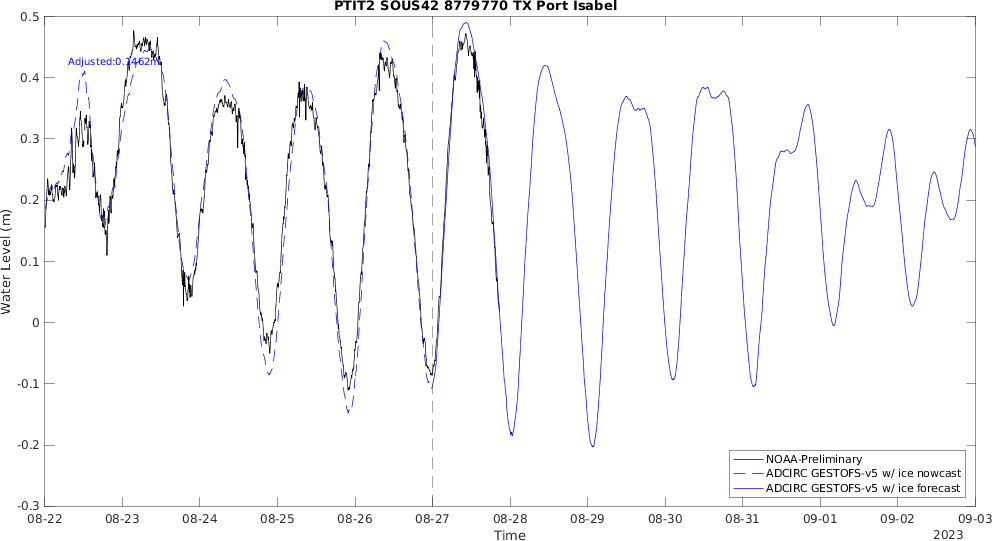 PTIT2 SOUS42 8779770 TX Port Isabel
Adjusted:0.1462m
Water Level (m)
0.5
0.4
0.3
0.2
0.1
0
-0.1
-0.2
-0.3
08-22 08-23 08-24 08-25 08-26 08-27 08-28 08-29 08-30 08-31 09-01 09-02 09-03
Time
2023
NOAA-Preliminary
ADCIRC GESTOFS-v5 w/ ice nowcast
ADCIRC GESTOFS-v5 w/ ice forecast